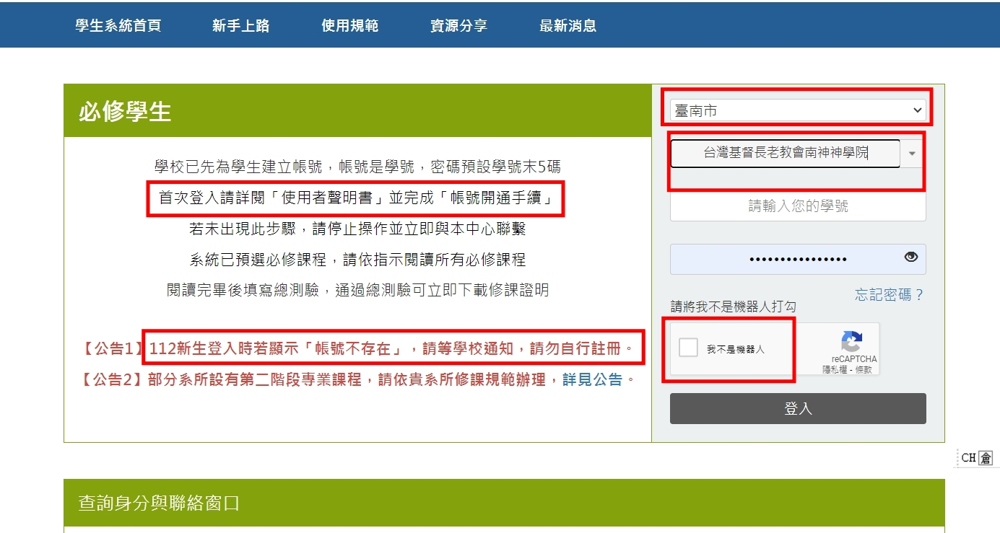 學生系統首頁 新手上路 使用規範 資源分享 最新消息
必修學生
學校已先為學生建立帳號，帳號是學號，密碼預設學號末5碼
首次登入請詳閱「使用者聲明書」並完成「帳號開通手續」
若未出現此步驟，請停止操作並立即與本中心聯繫
系統已預選必修課程，請依指示閱讀所有必修課程
閱讀完畢後填寫總測驗，通過總測驗可立即下載修課證明
【公告1】112新生登入時若顯示「帳號不存在」，請等學校通知，請勿自行註冊。
【公告2】部分系所設有第二階段專業課程，請依貴系所修課規範辦理，詳見公告。
臺南市
台灣基督長老教會南神神學院
請輸入您的學號
••••••••••••••••
忘記密碼？
請將我不是機器人打勾
我不是機器人
reCAPTCHA
隱私權 - 條款
登入
CH 倉
查詢身分與聯絡窗口